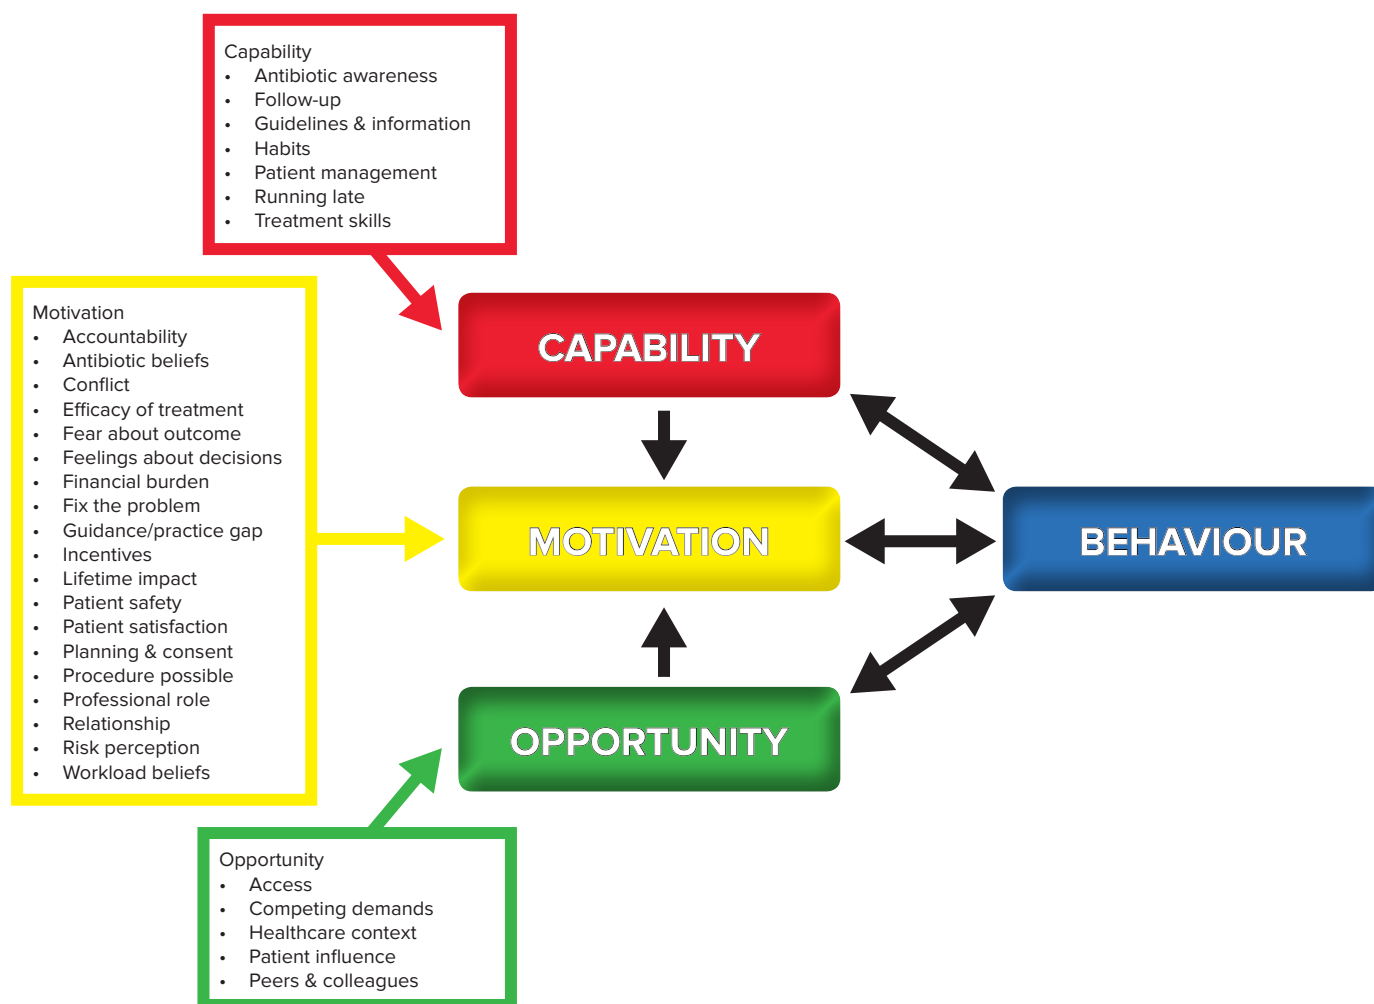 Capability
• Antibiotic awareness
• Follow-up
• Guidelines & information
• Habits
• Patient management
• Running late
• Treatment skills
Motivation
• Accountability
• Antibiotic beliefs
• Conflict
• Efficacy of treatment
• Fear about outcome
• Feelings about decisions
• Financial burden
• Fix the problem
• Guidance/practice gap
• Incentives
• Lifetime impact
• Patient safety
• Patient satisfaction
• Planning & consent
• Procedure possible
• Professional role
• Relationship
• Risk perception
• Workload beliefs
CAPABILITY
MOTIVATION
BEHAVIOUR
OPPORTUNITY
Opportunity
• Access
• Competing demands
• Healthcare context
• Patient influence
• Peers & colleagues